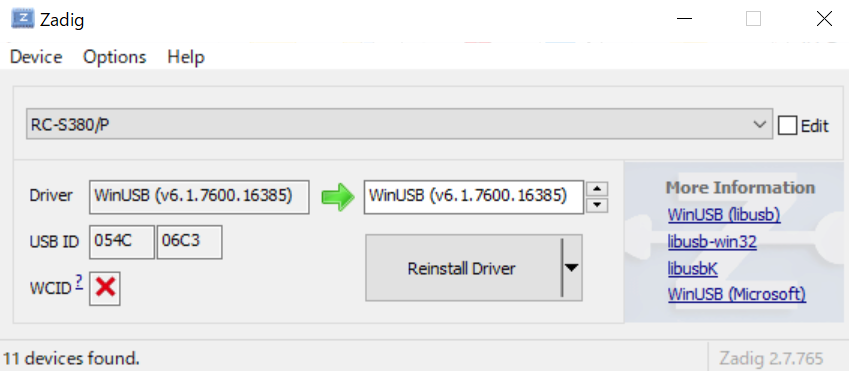 Zadig
Device Options Help
RC-S380/P
Edit
Driver WinUSB (v6.1.7600.16385) WinUSB (v6.1.7600.16385)
USB ID 054C 06C3
WCID ?
Reinstall Driver
More Information
WinUSB (libusb)
libusb-win32
libusbK
WinUSB (Microsoft)
11 devices found.
Zadig 2.7.765